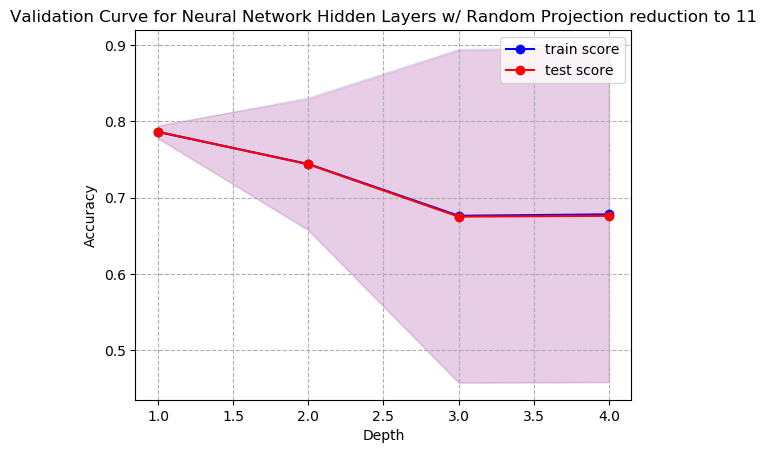 Validation Curve for Neural Network Hidden Layers w/ Random Projection reduction to 11
train score
test score
0.9
0.8
0.7
0.6
0.5
Accuracy
1.0 1.5 2.0 2.5 3.0 3.5 4.0
Depth